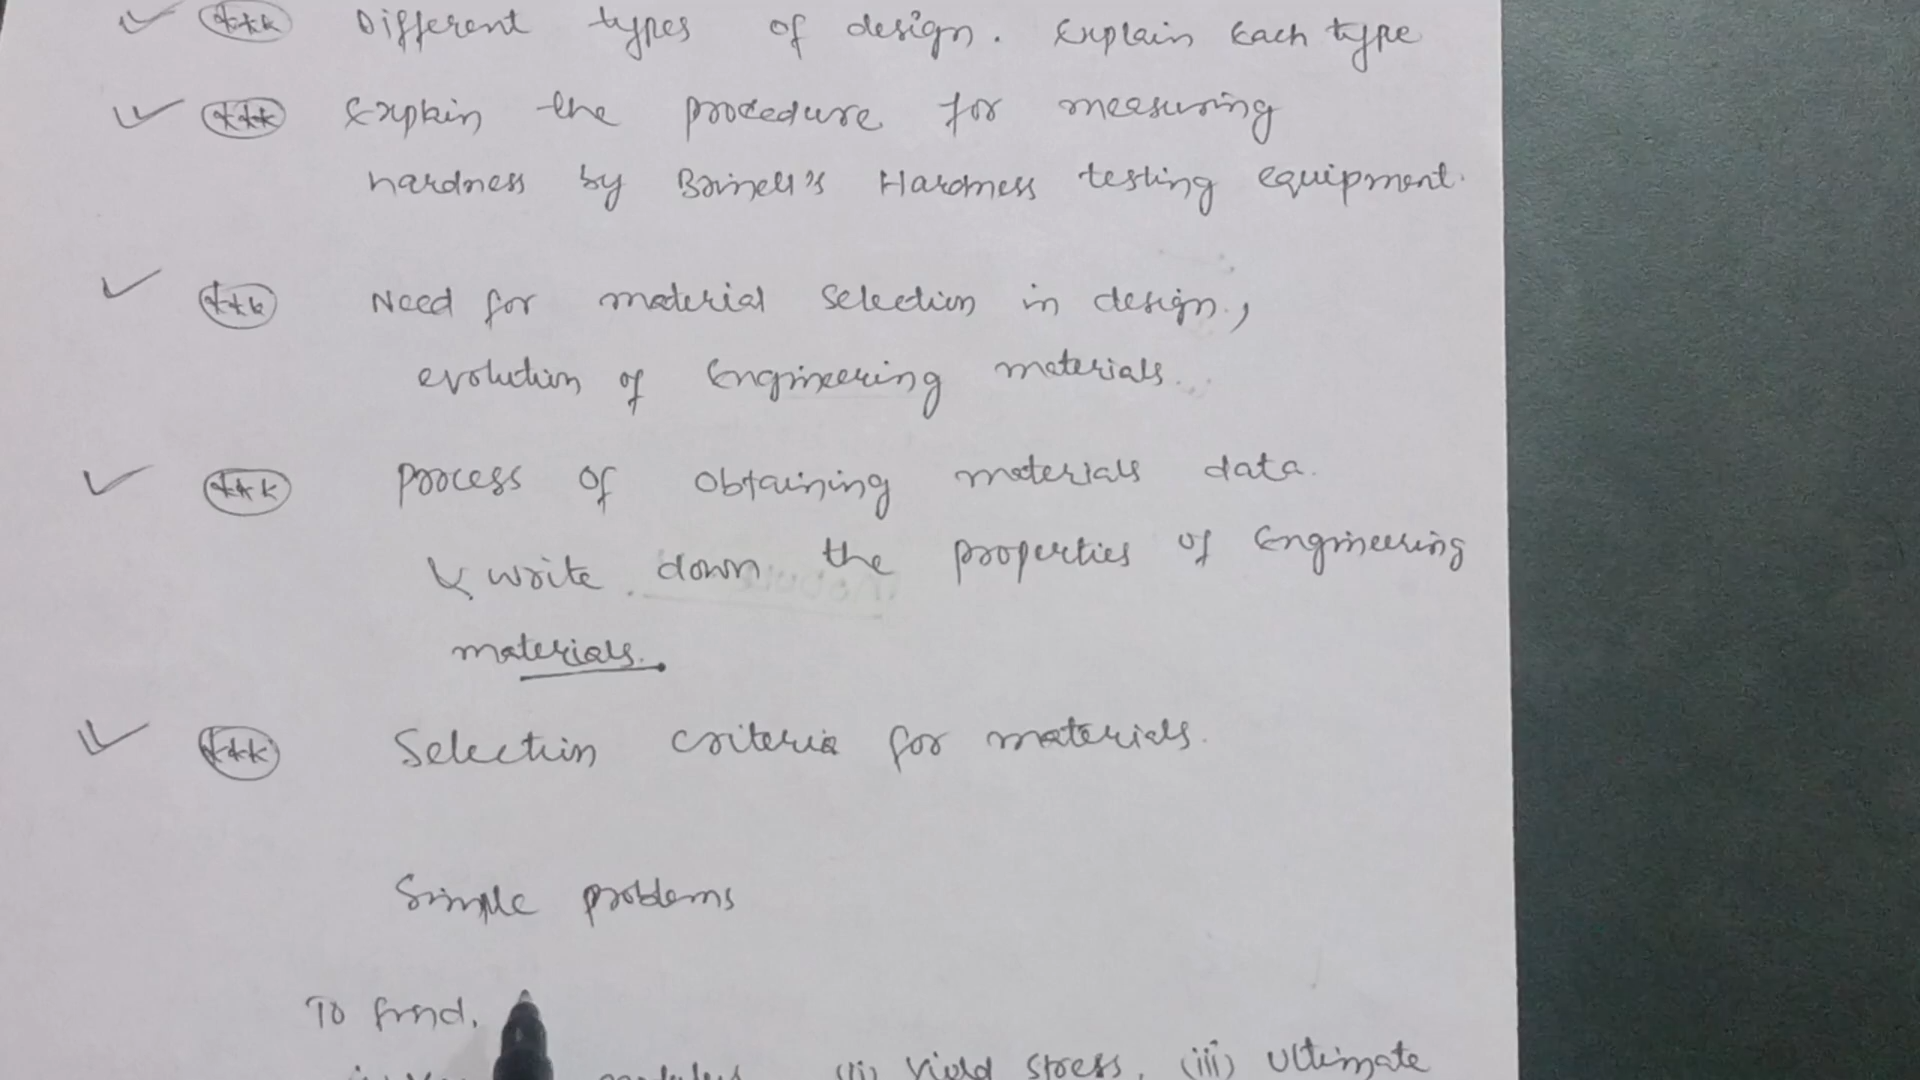 *** Different types of design. Explain Each type
*** Explain the procedure for measuring
hardness by Brinell's Hardness testing equipment.
*** Need for material selection in design,
evolution of Engineering materials.
*** process of obtaining materials data.
write down the properties of Engineering
materials.
*** Selection criteria for materials.
Simple problems
To find.
(ii) Yield stress, (iii) Ultimate